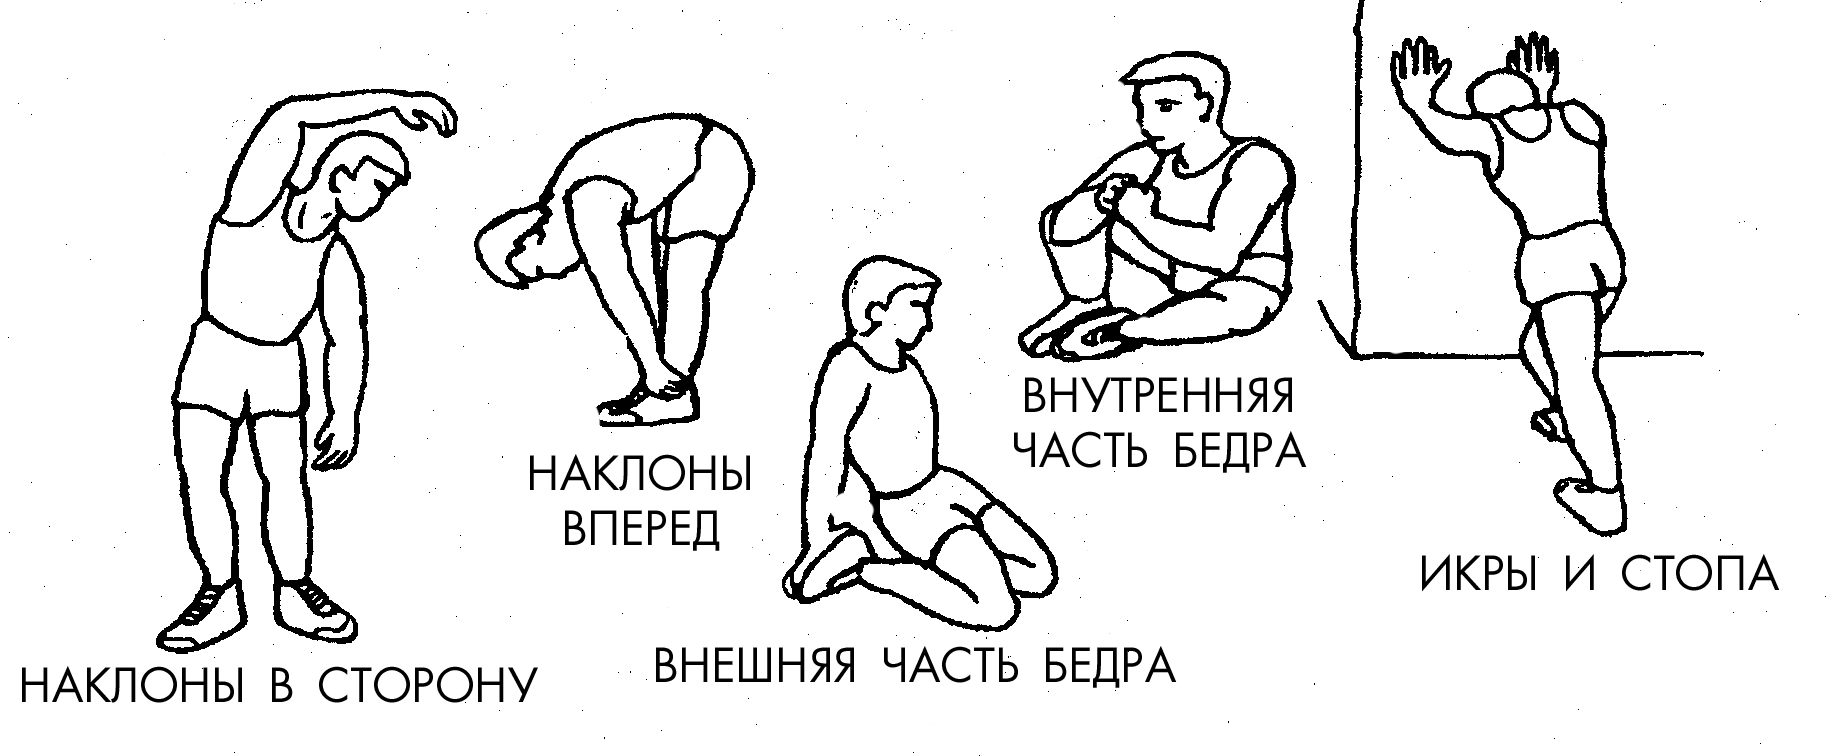 НАКЛОНЫ В СТОРОНУ
НАКЛОНЫ
ВПЕРЕД
ВНЕШНЯЯ ЧАСТЬ БЕДРА
ВНУТРЕННЯЯ
ЧАСТЬ БЕДРА
ИКРЫ И СТОПА